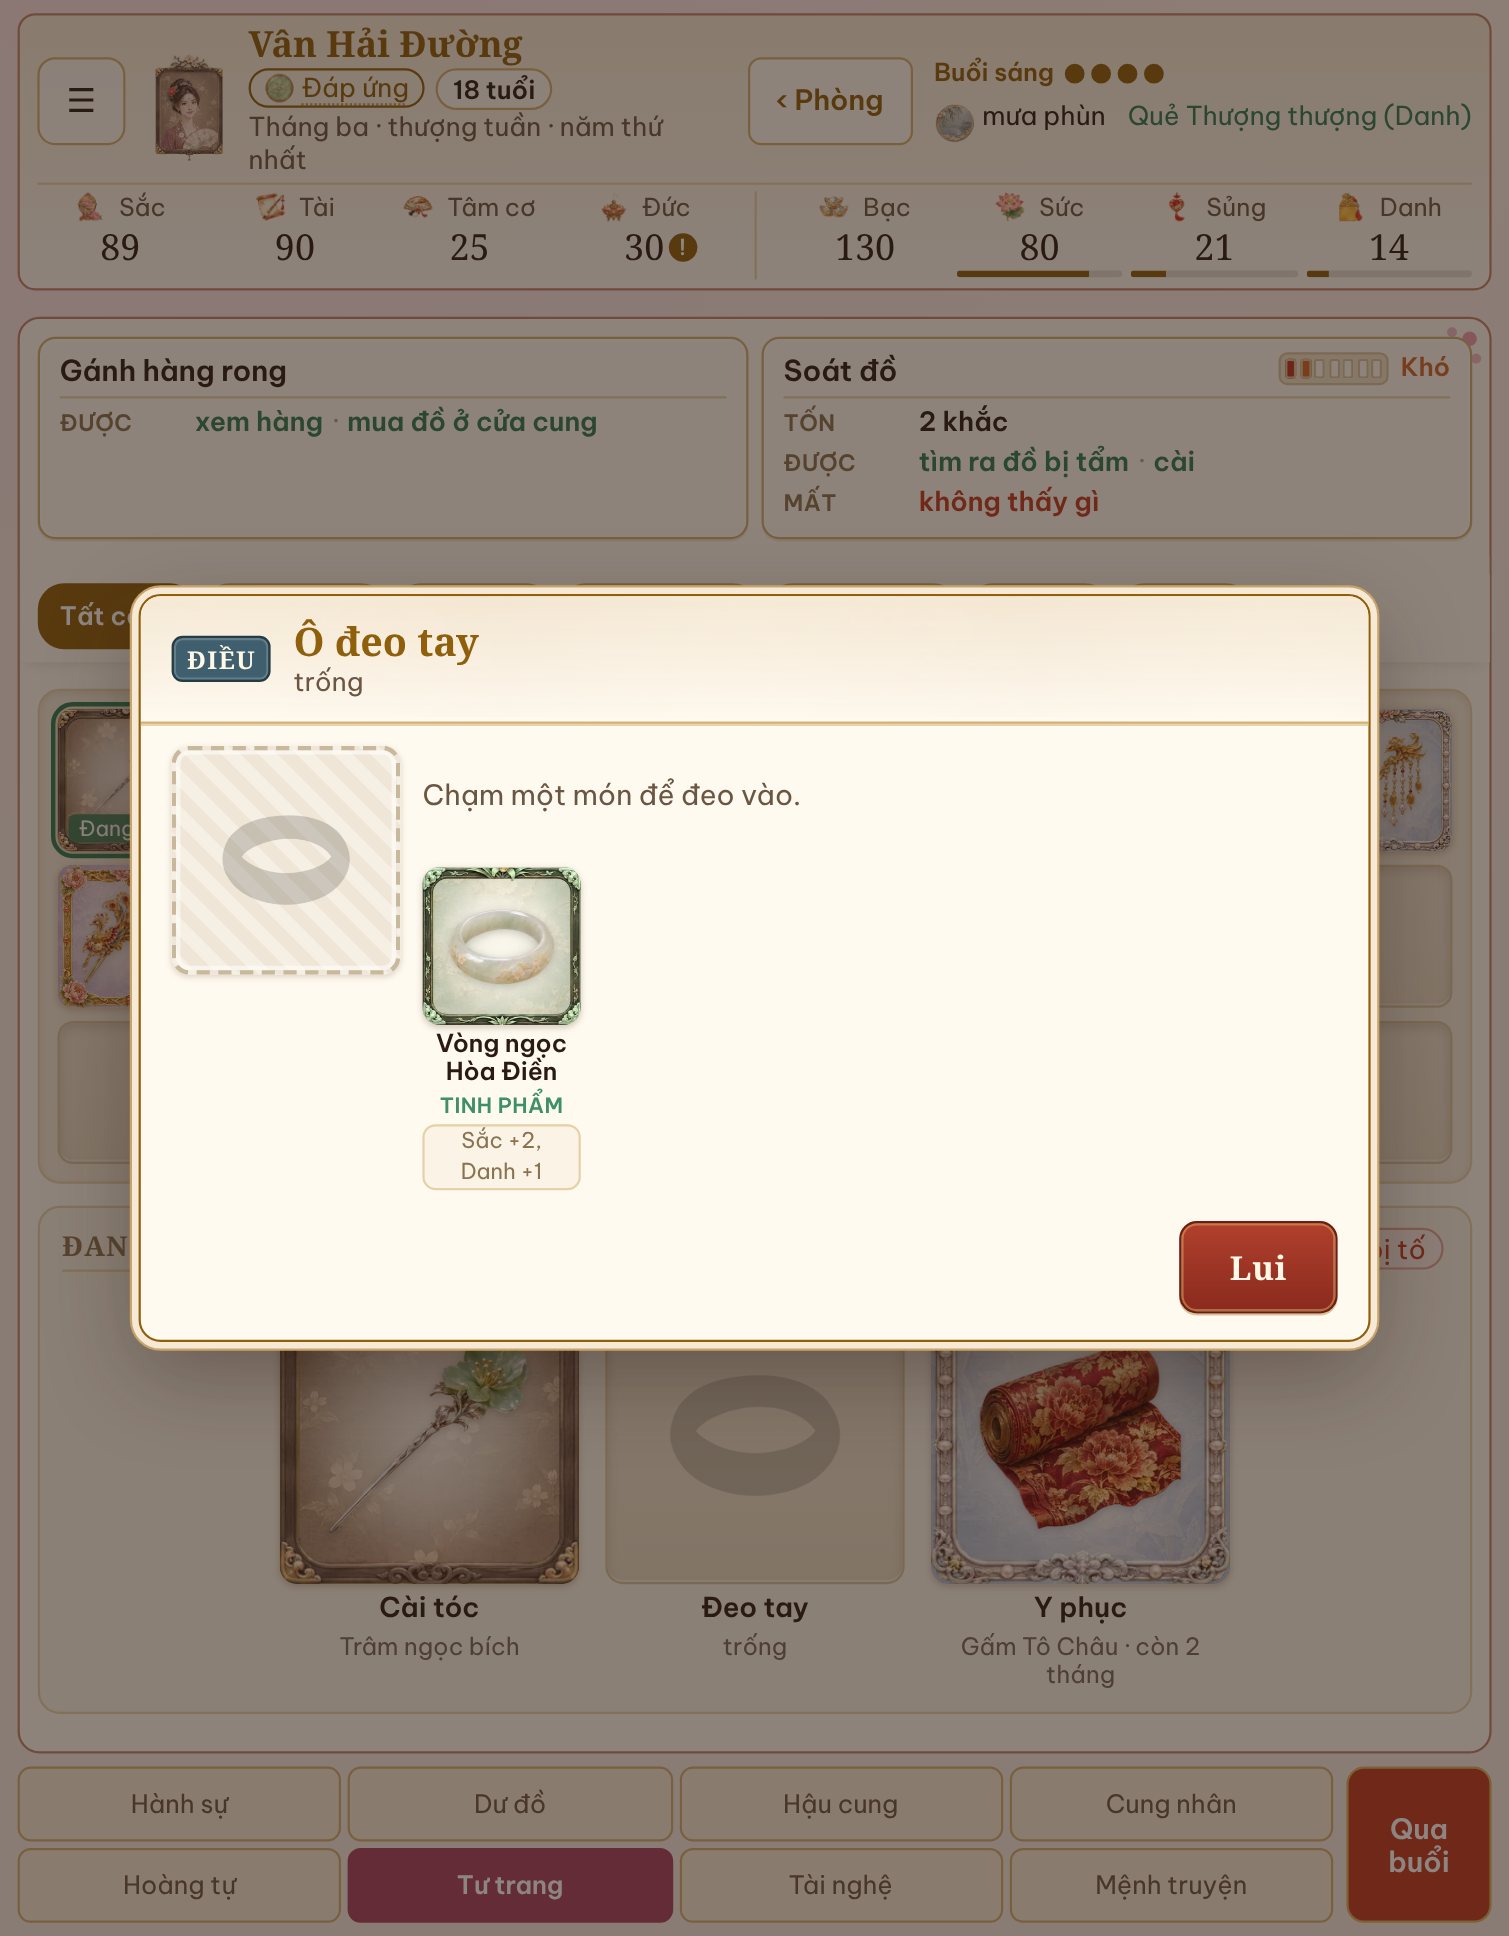 Vân Hải Đường
☰
Đáp ứng
18 tuổi
Tháng ba · thượng tuần · năm thứ
nhất
‹ Phòng
Buổi sáng
mưa phùn
Quẻ Thượng thượng (Danh)
Sắc
Tài
Tâm cơ
Đức
Bạc
Sức
Sủng
Danh
89
90
25
30 !
130
80
21
14
Gánh hàng rong
ĐƯỢC xem hàng · mua đồ ở cửa cung
Soát đồ
Khó
TỐN 2 khắc
ĐƯỢC tìm ra đồ bị tẩm · cài
MẤT không thấy gì
Tất
ĐIỀU
Ô đeo tay
trống
Chạm một món để đeo vào.
Vòng ngọc
Hòa Điền
TINH PHẨM
Sắc +2,
Danh +1
Lui
Đang
ĐAN
bị tố
Cài tóc
Trâm ngọc bích
Đeo tay
trống
Y phục
Gấm Tô Châu · còn 2
tháng
Hành sự
Dư đồ
Hậu cung
Cung nhân
Qua
buổi
Hoàng tự
Tư trang
Tài nghệ
Mệnh truyện